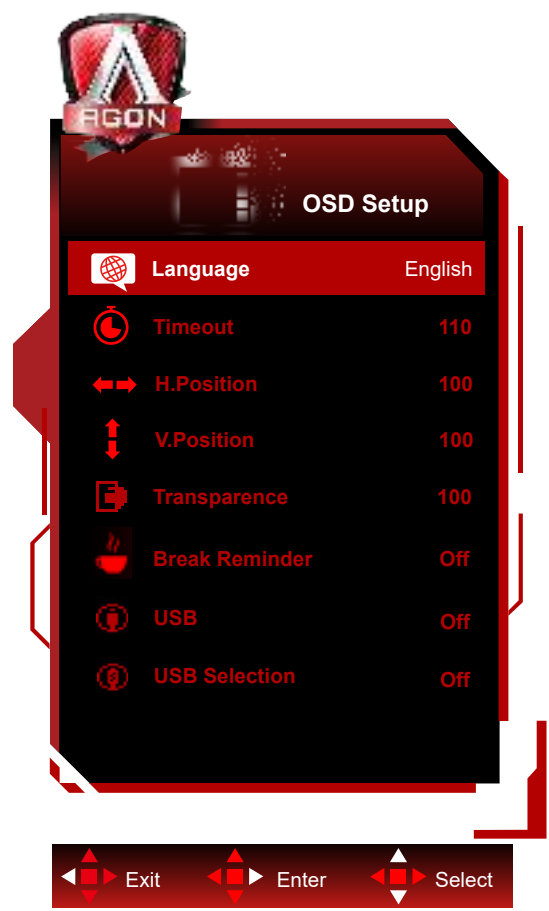 AGON
OSD Setup
Language English
Timeout 110
H.Position 100
V.Position 100
Transparence 100
Break Reminder Off
USB Off
USB Selection Off
Exit Enter Select